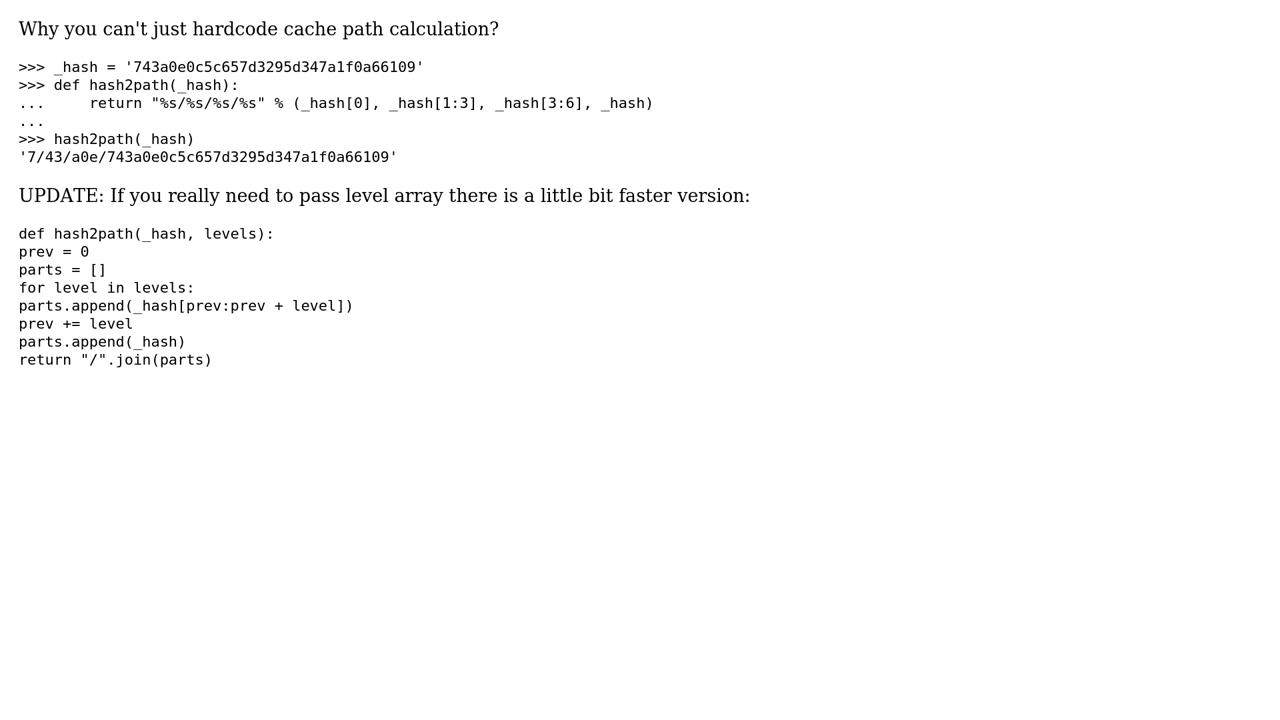 Why you can't just hardcode cache path calculation?
>>> _hash = '743a0e0c5c657d3295d347a1f0a66109'
>>> def hash2path(_hash):
...     return "%s/%s/%s/%s" % (_hash[0], _hash[1:3], _hash[3:6], _hash)
...
>>> hash2path(_hash)
'7/43/a0e/743a0e0c5c657d3295d347a1f0a66109'
UPDATE: If you really need to pass level array there is a little bit faster version:
def hash2path(_hash, levels):
prev = 0
parts = []
for level in levels:
parts.append(_hash[prev:prev + level])
prev += level
parts.append(_hash)
return "/".join(parts)